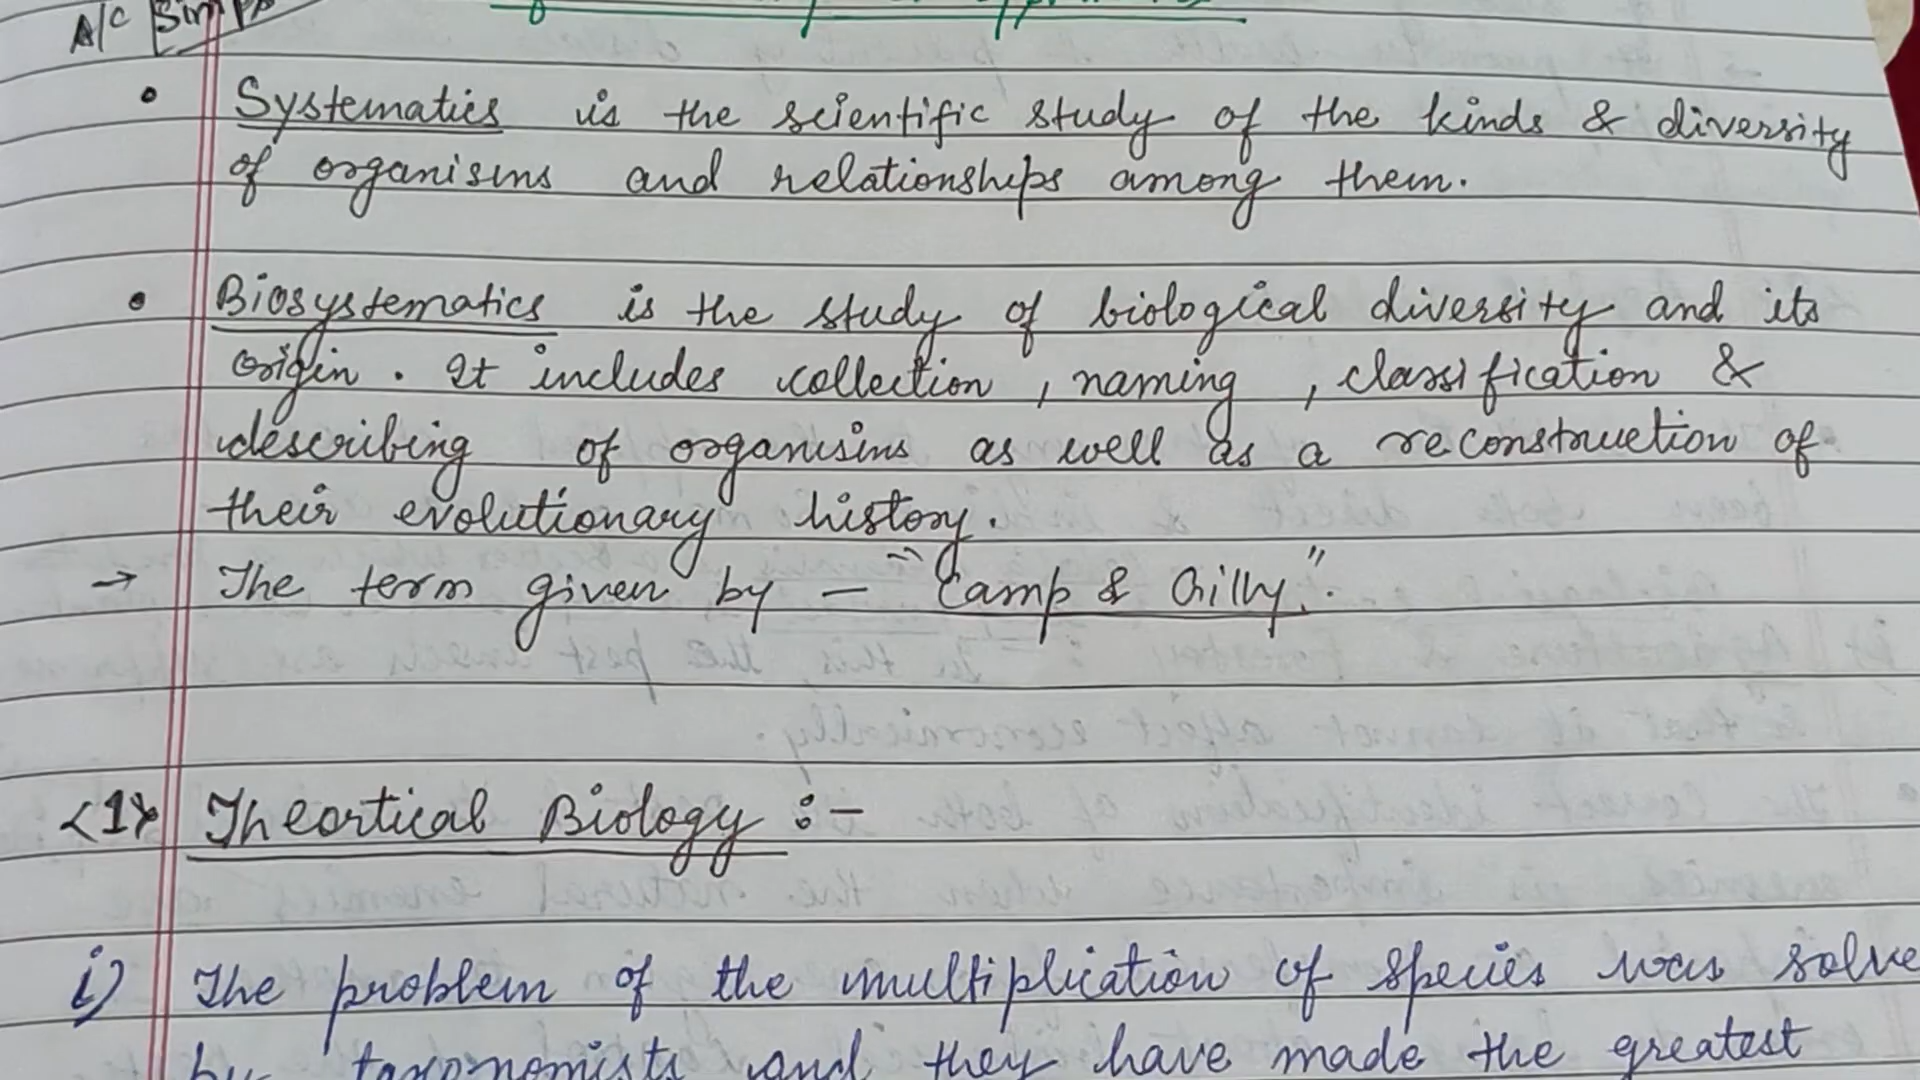 A/C Simp
• Systematics is the scientific study of the kinds & diversity
of organisms and relationships among them.
• Biosystematics is the study of biological diversity and its
origin. It includes collection, naming, classification &
describing of organisms as well as a reconstruction of
their evolutionary history.
→ The term given by - "Camp & Gilly".
<1> Theortical Biology :-
i) The problem of the multiplication of species was solve
by taxonomists and they have made the greatest